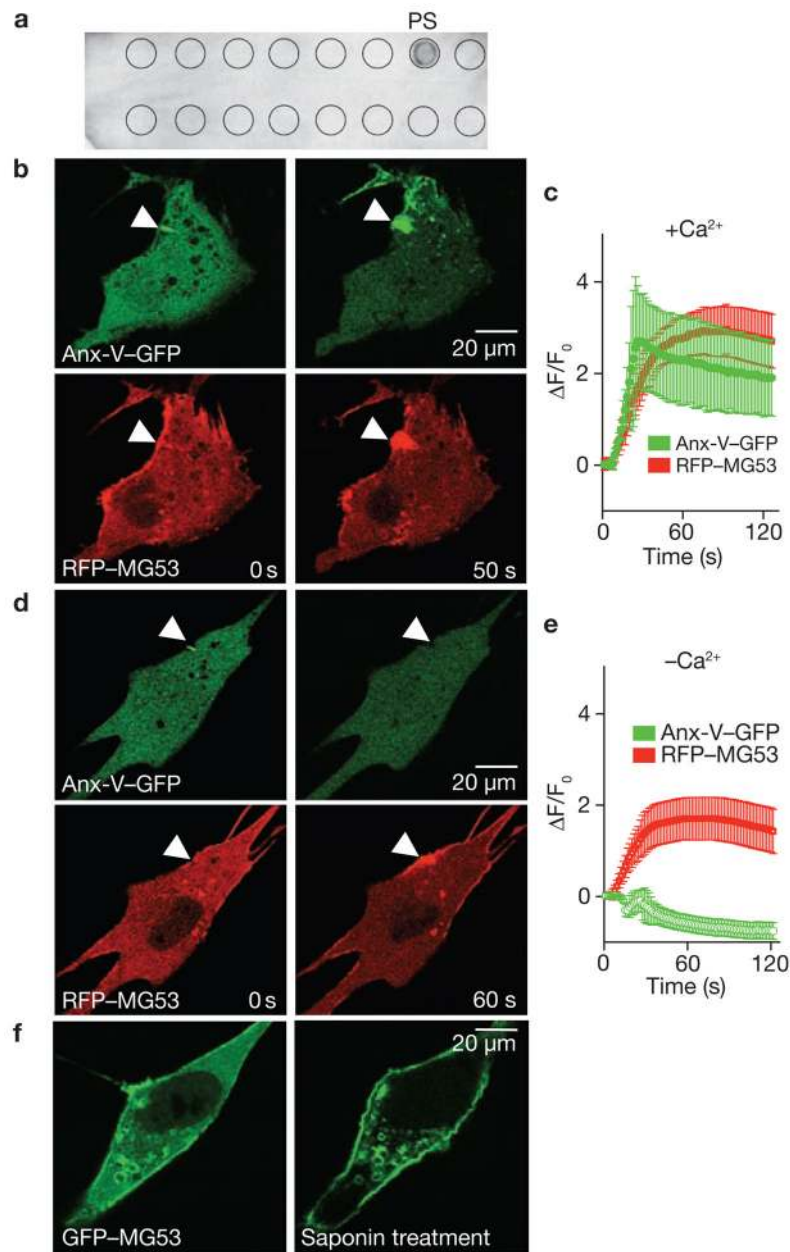 a
PS
b
Anx-V–GFP
20 µm
RFP–MG53
0 s
50 s
c
+Ca²⁺
4
2
0
ΔF/F₀
Anx-V–GFP
RFP–MG53
0
60
120
Time (s)
d
Anx-V–GFP
20 µm
RFP–MG53
0 s
60 s
e
–Ca²⁺
4
2
0
ΔF/F₀
Anx-V–GFP
RFP–MG53
0
60
120
Time (s)
f
GFP–MG53
20 µm
Saponin treatment